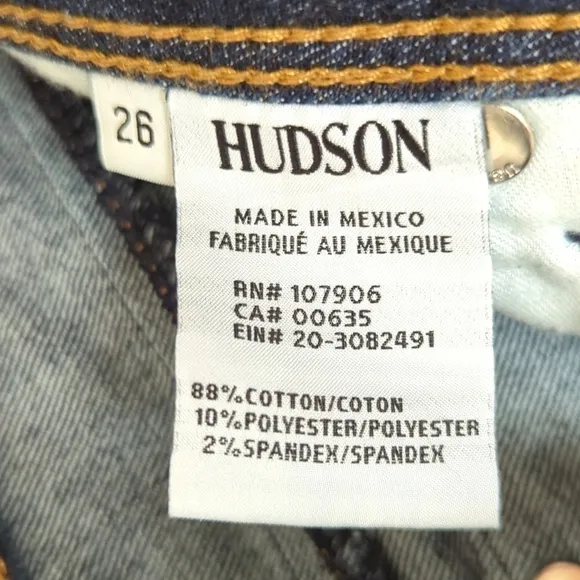 26
HUDSON
MADE IN MEXICO
FABRIQUÉ AU MEXIQUE
RN# 107906
CA# 00635
EIN# 20-3082491
88% COTTON/COTON
10% POLYESTER/POLYESTER
2% SPANDEX/SPANDEX